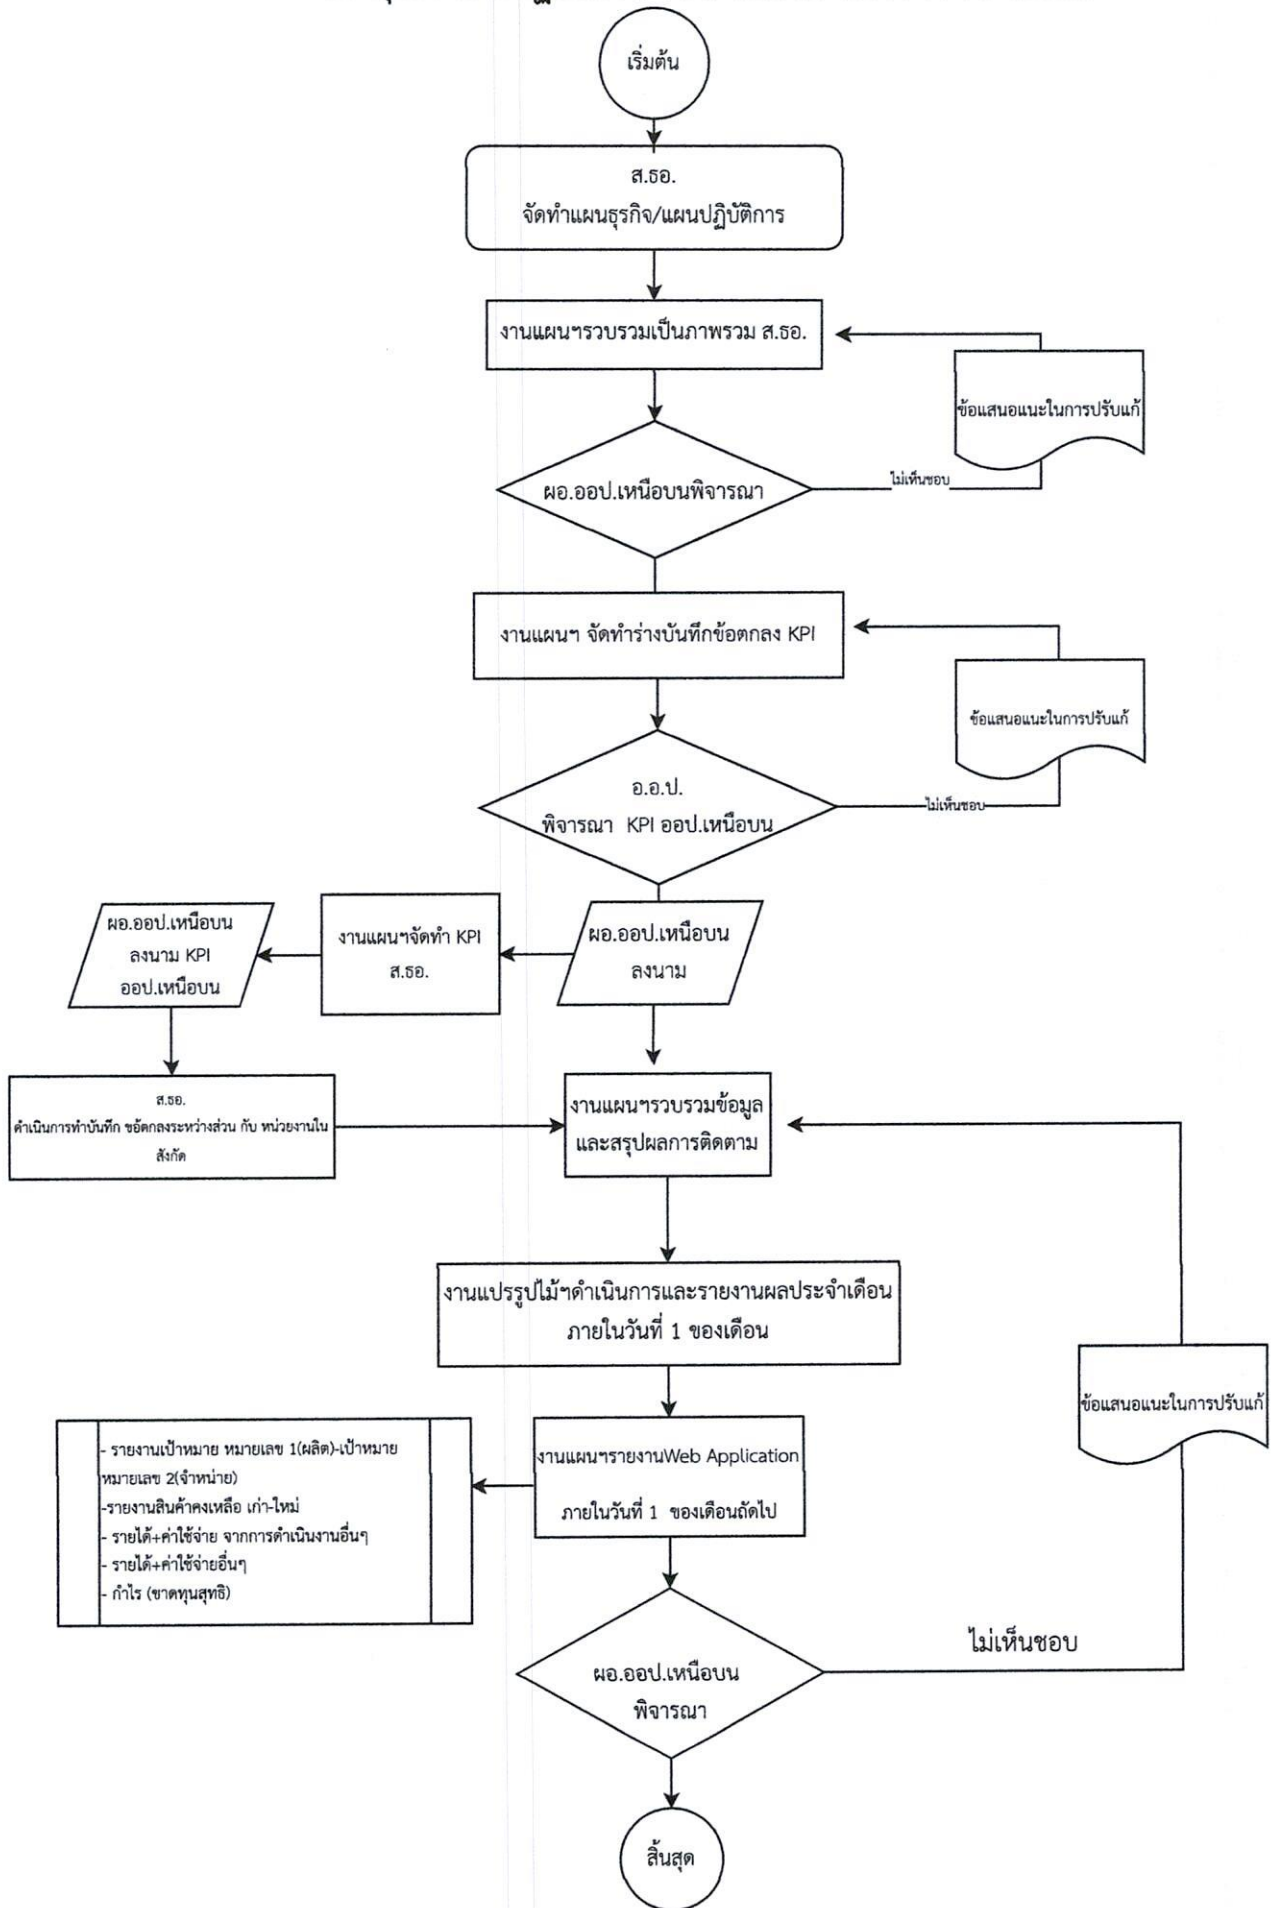 เริ่มต้น
ส.ธอ.
จัดทำแผนธุรกิจ/แผนปฏิบัติการ
งานแผนฯรวบรวมเป็นภาพรวม ส.ธอ.
ข้อแสนอแนะในการปรับแก้
ผอ.ออป.เหนือบนพิจารณา
ไม่เห็นชอบ
งานแผนฯ จัดทำร่างบันทึกข้อตกลง KPI
ข้อแสนอแนะในการปรับแก้
อ.อ.ป.
พิจารณา KPI ออป.เหนือบน
ไม่เห็นชอบ
ผอ.ออป.เหนือบน
ลงนาม KPI
ออป.เหนือบน
งานแผนฯจัดทำ KPI
ส.ธอ.
ผอ.ออป.เหนือบน
ลงนาม
ส.ธอ.
ดำเนินการทำบันทึก ขอ้ตกลงระหว่างส่วน กับ หน่วยงานใน
สังกัด
งานแผนฯรวบรวมข้อมูล
และสรุปผลการติดตาม
งานแปรรูปไม้ฯดำเนินการและรายงานผลประจำเดือน
ภายในวันที่ 1 ของเดือน
ข้อแสนอแนะในการปรับแก้
- รายงานเป้าหมาย หมายเลข 1(ผลิต)-เป้าหมาย
หมายเลข 2(จำหน่าย)
-รายงานสินค้าคงเหลือ เก่า-ใหม่
- รายได้+ค่าใช้จ่าย จากการดำเนินงานอื่นๆ
- รายได้+ค่าใช้จ่ายอื่นๆ
- กำไร (ขาดทุนสุทธิ)
งานแผนฯรายงานWeb Application
ภายในวันที่ 1 ของเดือนถัดไป
ไม่เห็นชอบ
ผอ.ออป.เหนือบน
พิจารณา
สิ้นสุด